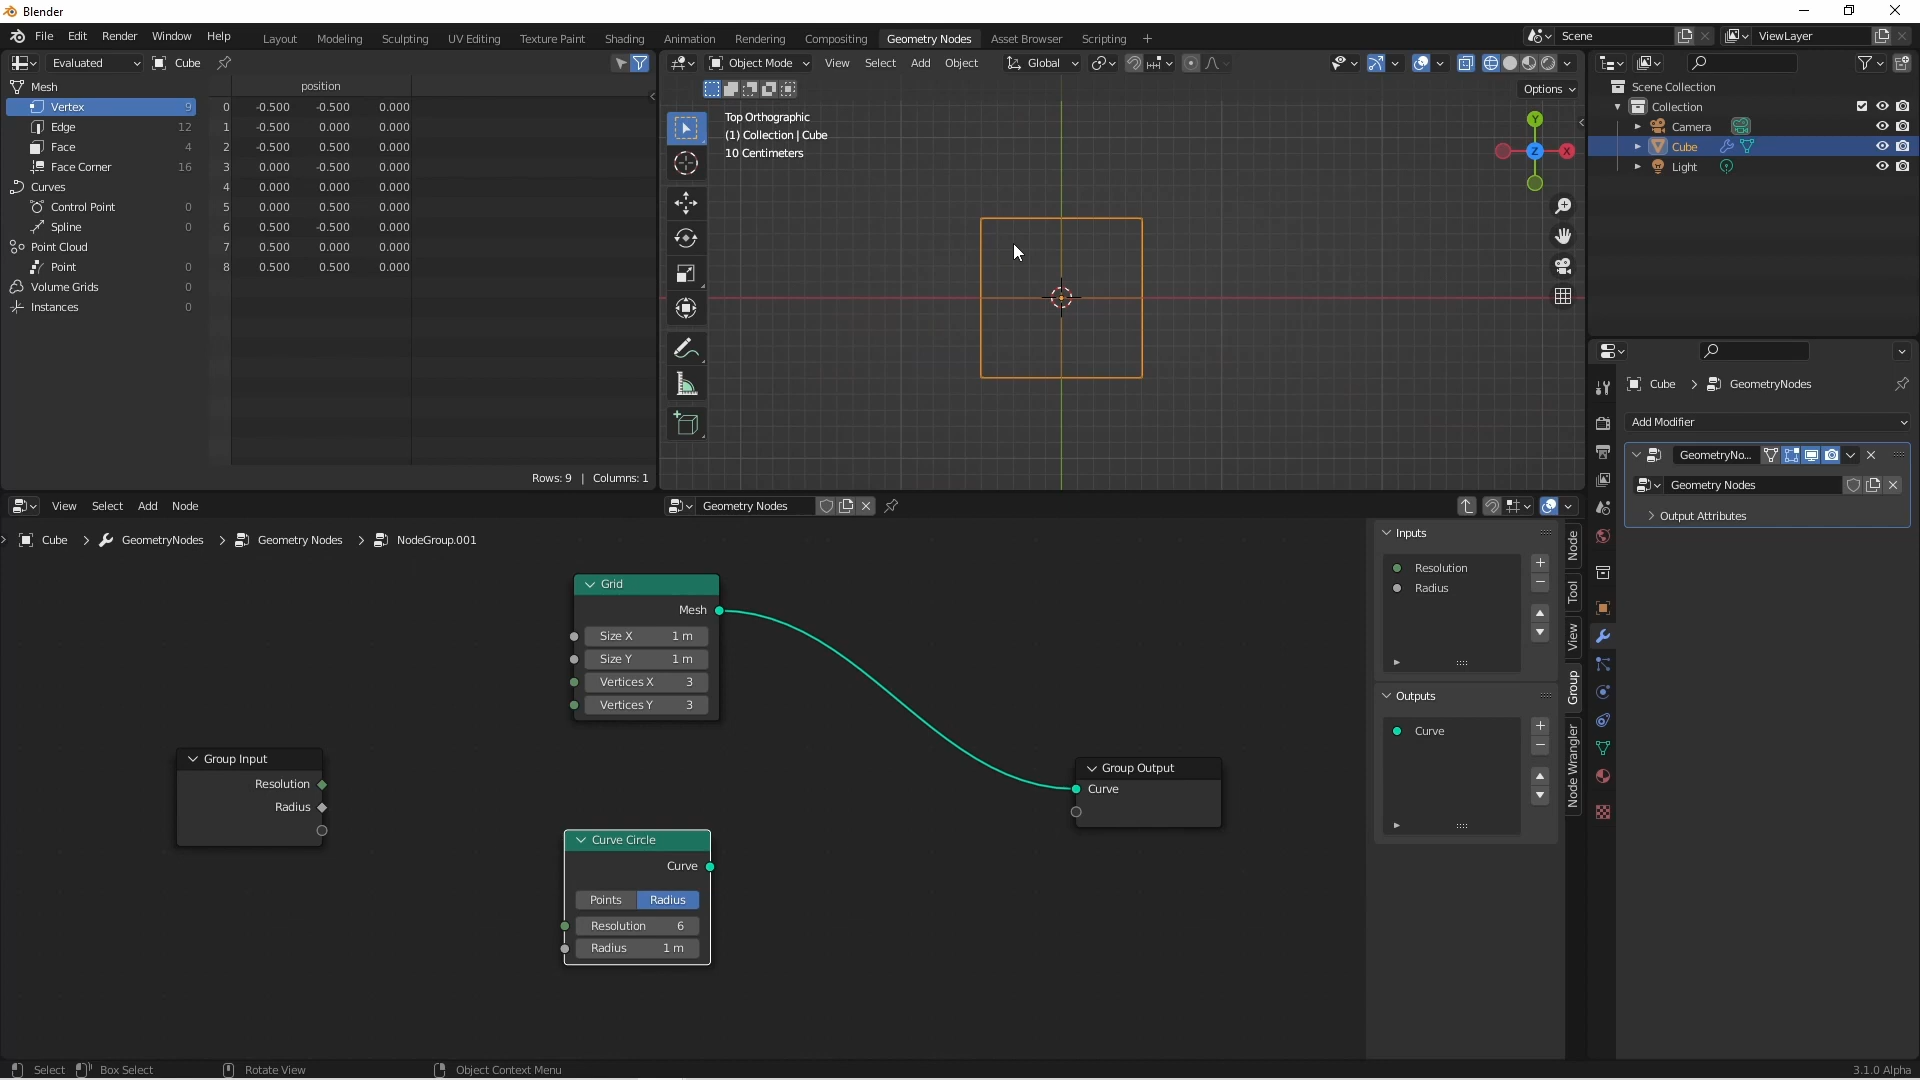 Blender
File Edit Render Window Help Layout Modeling Sculpting UV Editing Texture Paint Shading Animation Rendering Compositing Geometry Nodes Asset Browser Scripting + Scene ViewLayer
Evaluated Cube
Mesh position
Vertex 9
Edge 12
Face 4
Face Corner 16
Curves
Control Point 0
Spline 0
Point Cloud
Point 0
Volume Grids 0
Instances 0
0 -0.500 -0.500 0.000
1 -0.500 0.000 0.000
2 -0.500 0.500 0.000
3 0.000 -0.500 0.000
4 0.000 0.000 0.000
5 0.000 0.500 0.000
6 0.500 -0.500 0.000
7 0.500 0.000 0.000
8 0.500 0.500 0.000
Rows: 9 | Columns: 1
Object Mode View Select Add Object Global
Options
Top Orthographic
(1) Collection | Cube
10 Centimeters
Y
Z X
Scene Collection
Collection
Camera
Cube
Light
Cube > GeometryNodes
Add Modifier
GeometryNo...
Geometry Nodes
Output Attributes
View Select Add Node Geometry Nodes
Cube > GeometryNodes > Geometry Nodes > NodeGroup.001
Grid
Mesh
Size X 1 m
Size Y 1 m
Vertices X 3
Vertices Y 3
Group Input
Resolution
Radius
Curve Circle
Curve
Points Radius
Resolution 6
Radius 1 m
Group Output
Curve
Inputs
Resolution
Radius
Outputs
Curve
Node
Tool
View
Group
Node Wrangler
Select Box Select Rotate View Object Context Menu 3.1.0 Alpha